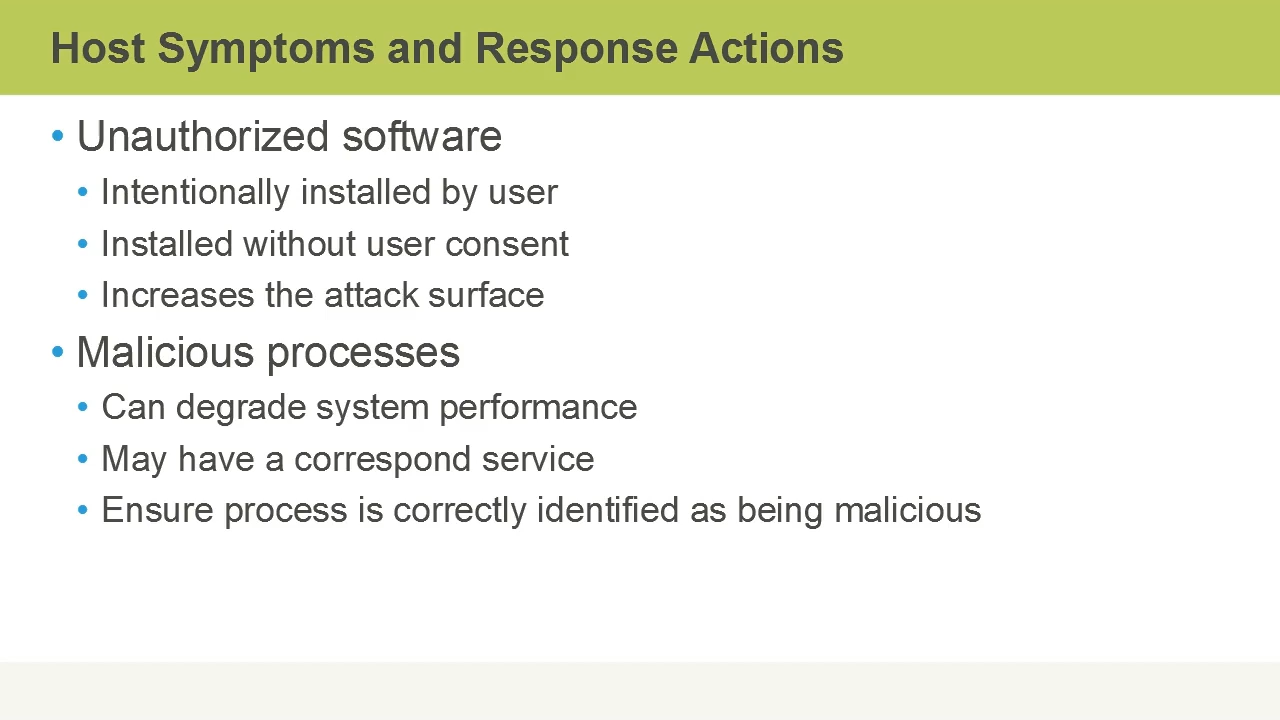 Host Symptoms and Response Actions
• Unauthorized software
• Intentionally installed by user
• Installed without user consent
• Increases the attack surface
• Malicious processes
• Can degrade system performance
• May have a correspond service
• Ensure process is correctly identified as being malicious